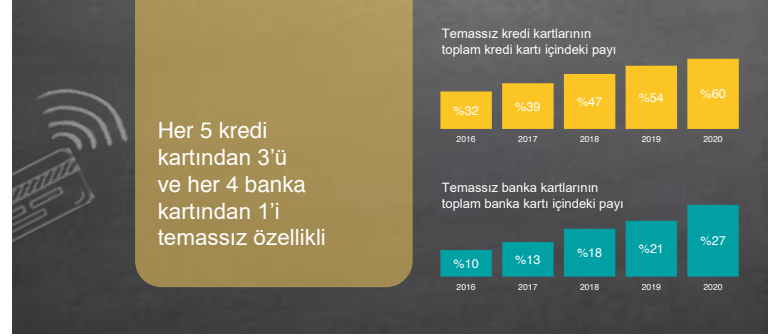 Her 5 kredi
kartından 3’ü
ve her 4 banka
kartından 1’i
temassız özellikli
Temassız kredi kartlarının
toplam kredi kartı içindeki payı
%32 %39 %47 %54 %60
2016 2017 2018 2019 2020
Temassız banka kartlarının
toplam banka kartı içindeki payı
%10 %13 %18 %21 %27
2016 2017 2018 2019 2020